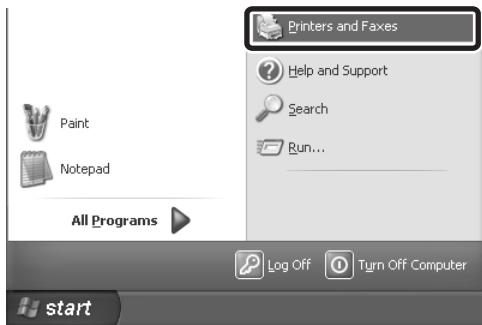 Printers and Faxes
Help and Support
Search
Run...
Paint
Notepad
All Programs
Log Off
Turn Off Computer
start